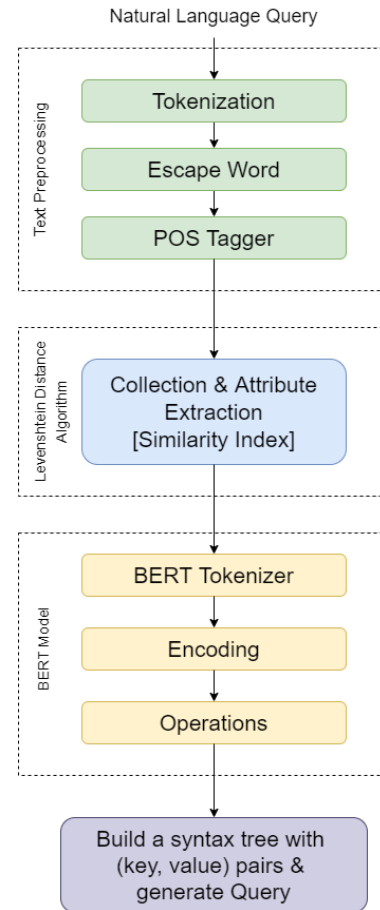 Natural Language Query
Text Preprocessing
Tokenization
Escape Word
POS Tagger
Levenshtein Distance
Algorithm
Collection & Attribute
Extraction
[Similarity Index]
BERT Model
BERT Tokenizer
Encoding
Operations
Build a syntax tree with
(key, value) pairs &
generate Query